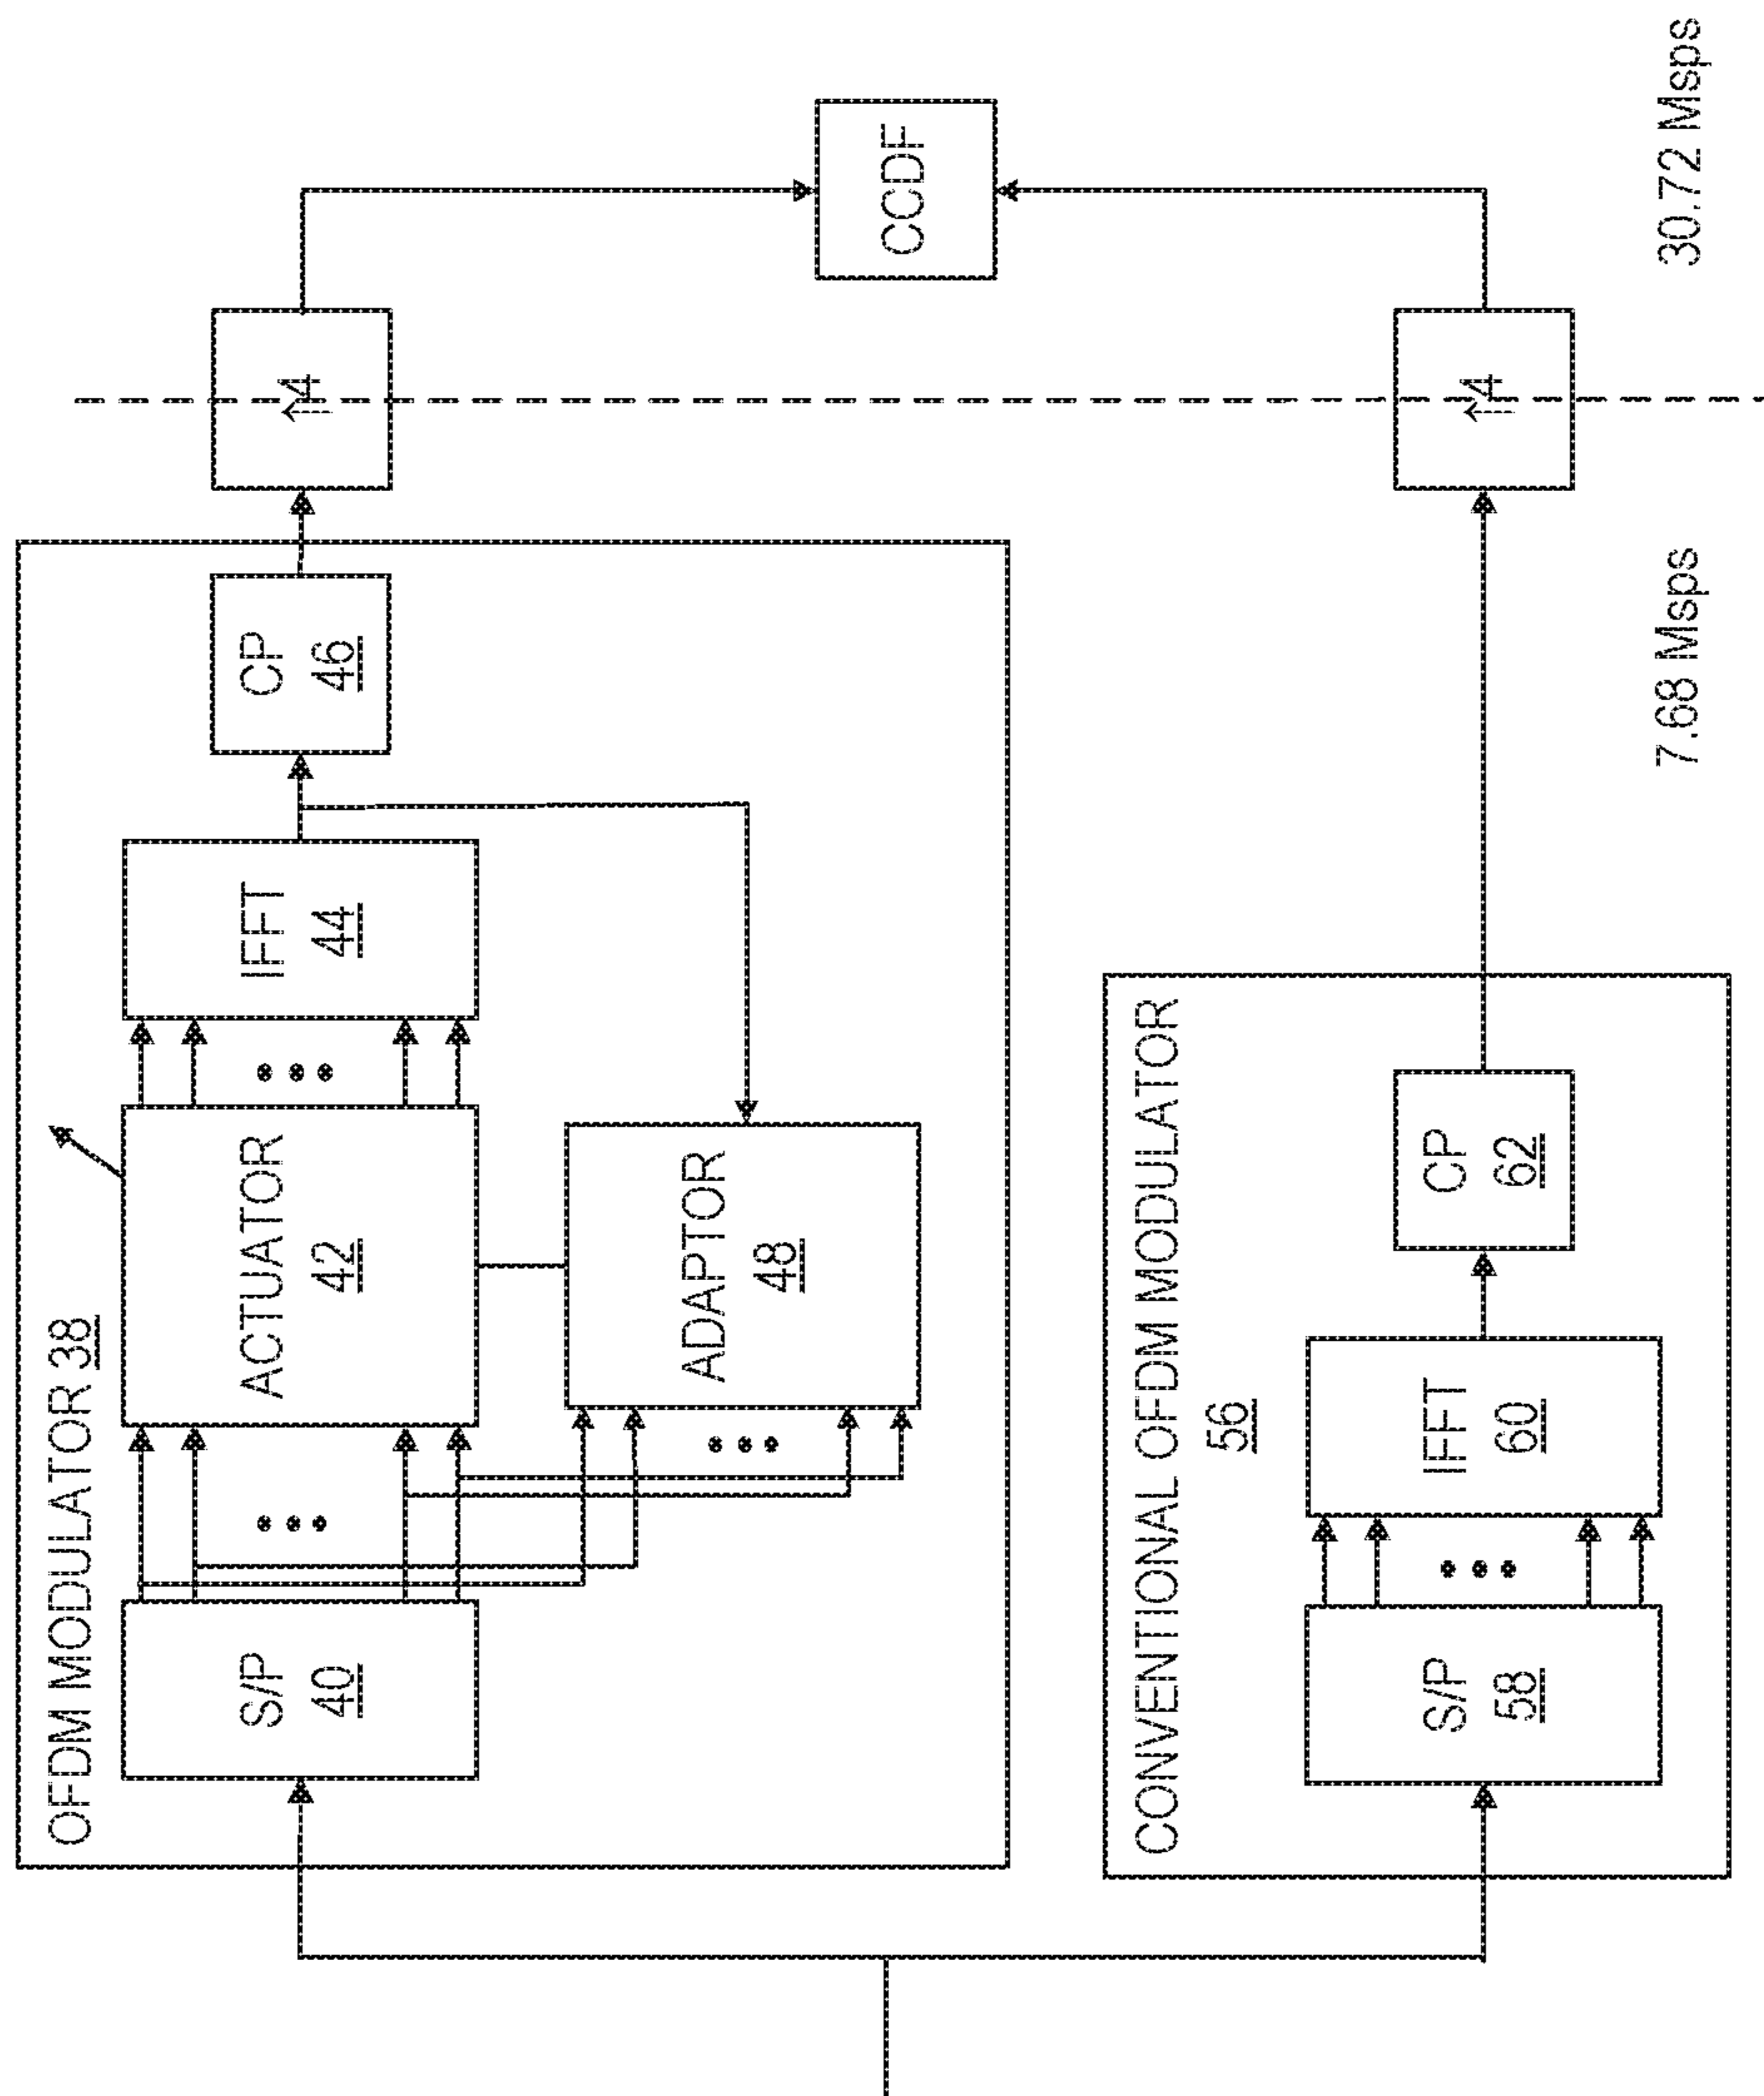 OFDM MODULATOR 38
S/P
40
ACTUATOR
42
ADAPTOR
48
IFFT
44
CP
46
↑4
CCDF
CONVENTIONAL OFDM MODULATOR
56
S/P
58
IFFT
60
CP
62
↑4
7.68 Msps
30.72 Msps